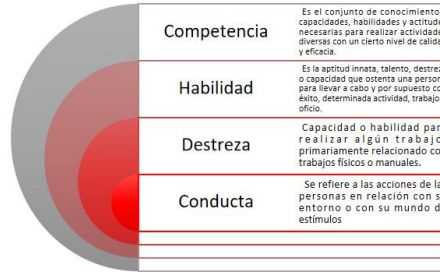 Competencia
Es el conjunto de conocimiento
capacidades, habilidades y actitude
necesarias para realizar actividade
diversas con un cierto nivel de calida
y eficacia.
Habilidad
Es la aptitud innata, talento, destrez
o capacidad que ostenta una person
para llevar a cabo y por supuesto co
éxito, determinada actividad, trabajo
oficio.
Destreza
Capacidad o habilidad par
realizar algún trabajo
primariamente relacionado co
trabajos físicos o manuales.
Conducta
Se refiere a las acciones de la
personas en relación con s
entorno o con su mundo d
estímulos